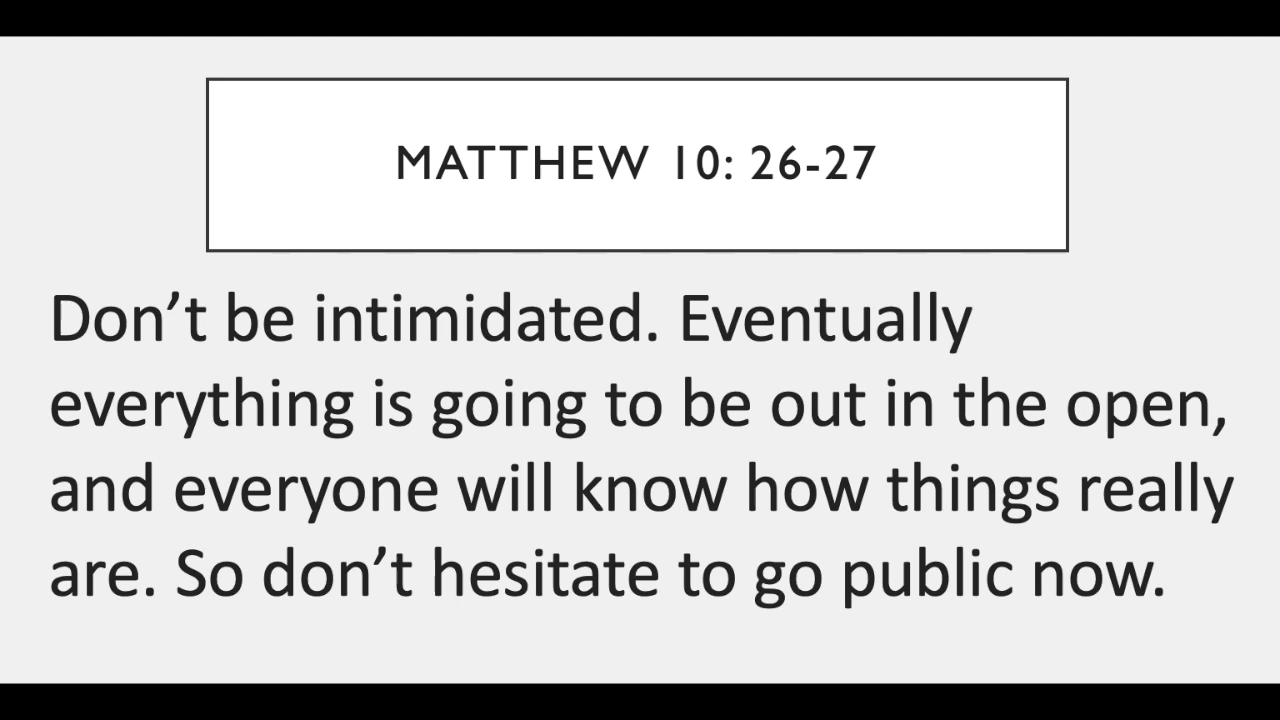 MATTHEW 10: 26-27
Don’t be intimidated. Eventually
everything is going to be out in the open,
and everyone will know how things really
are. So don’t hesitate to go public now.